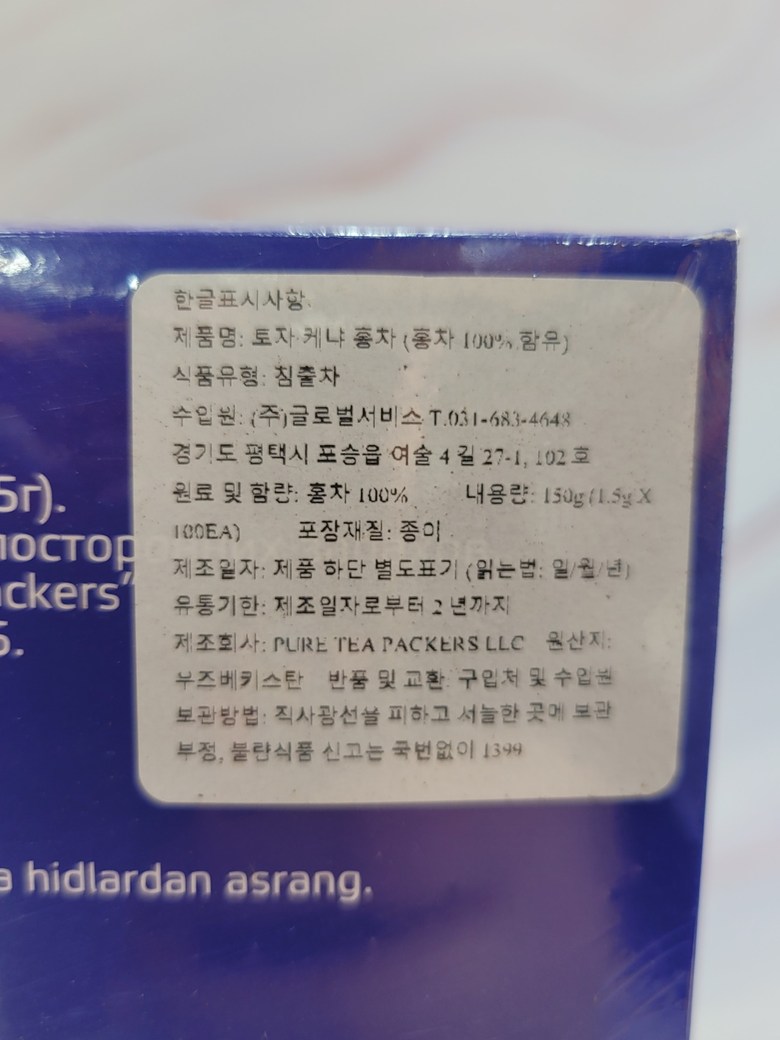 한글표시사항.
제품명: 토자 케냐 홍차 (홍차 100% 함유)
식품유형: 침출차
수입원: (주)글로벌서비스 T.031-683-4648
경기도 평택시 포승읍 여술 4 길 27-1, 102 호
원료 및 함량: 홍차 100% 내용량: 150g (1.5g X
100EA) 포장재질: 종이
제조일자: 제품 하단 별도표기 (읽는법: 일/월/년)
유통기한: 제조일자로부터 2 년까지
제조회사: PURE TEA PACKERS LLC 원산지:
우즈베키스탄 반품 및 교환: 구입처 및 수입원
보관방법: 직사광선을 피하고 서늘한 곳에 보관
부정, 불량식품 신고는 국번없이 1399
5г).
ackers"
5.
a hidlardan asrang.